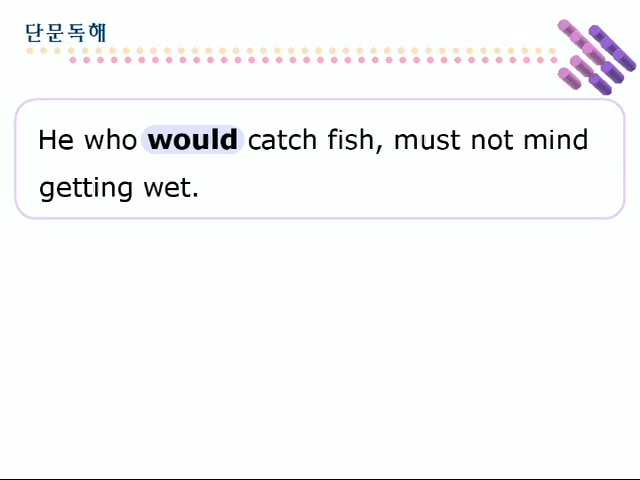 단문독해
He who would catch fish, must not mind
getting wet.